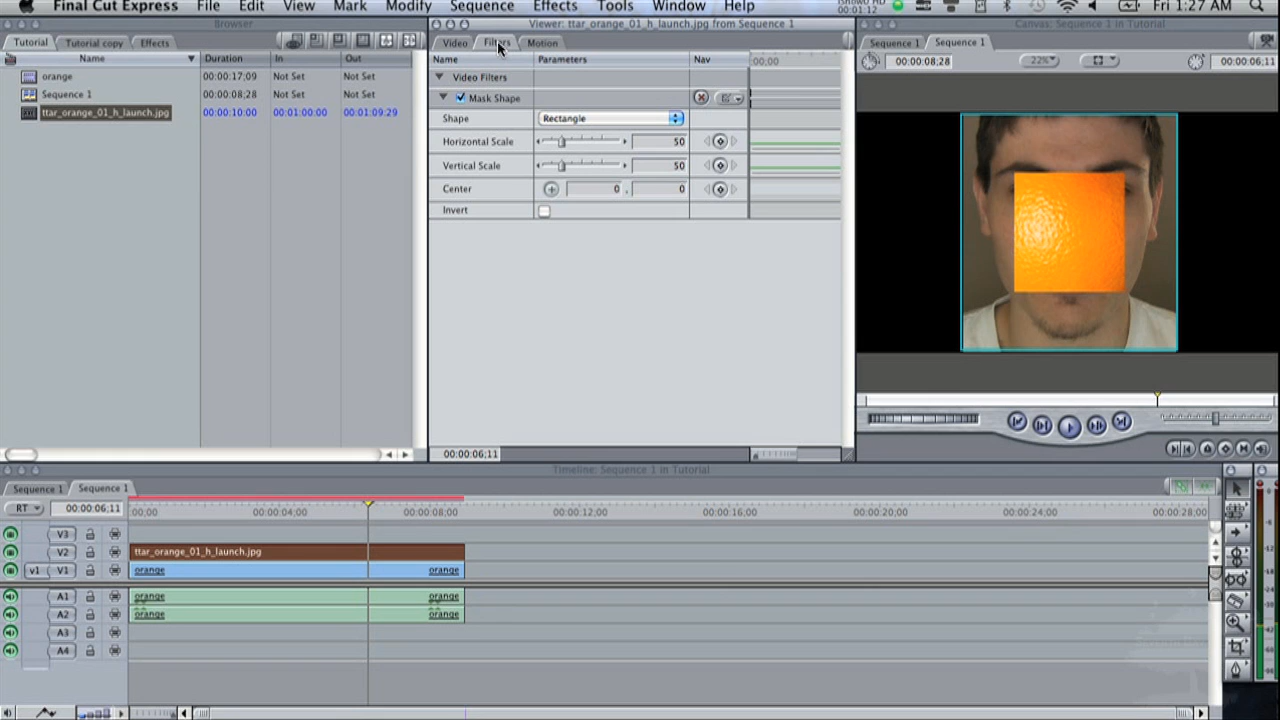 Final Cut Express File Edit View Mark Modify Sequence Effects Tools Window Help 00:01:12 Fri 1:27 AM
Browser
Tutorial Tutorial copy Effects
Name Duration In Out
orange 00:00:17;09 Not Set Not Set
Sequence 1 00:00:08;28 Not Set Not Set
ttar_orange_01_h_launch.jpg 00:00:10:00 00:01:00:00 00:01:09:29
Viewer: ttar_orange_01_h_launch.jpg from Sequence 1
Video Filters Motion
Name Parameters Nav 00;00
Video Filters
Mask Shape
Shape Rectangle
Horizontal Scale 50
Vertical Scale 50
Center 0 , 0
Invert
00:00:06;11
Canvas: Sequence 1 in Tutorial
Sequence 1 Sequence 1
00:00:08;28 22% 00:00:06;11
Timeline: Sequence 1 in Tutorial
Sequence 1 Sequence 1
RT 00:00:06;11 00;00 00:00:04;00 00:00:08;00 00:00:12;00 00:00:16;00 00:00:20;00 00:00:24;00 00:00:28;00
V3
V2 ttar_orange_01_h_launch.jpg
v1 V1 orange orange
A1 orange orange
A2 orange orange
A3
A4